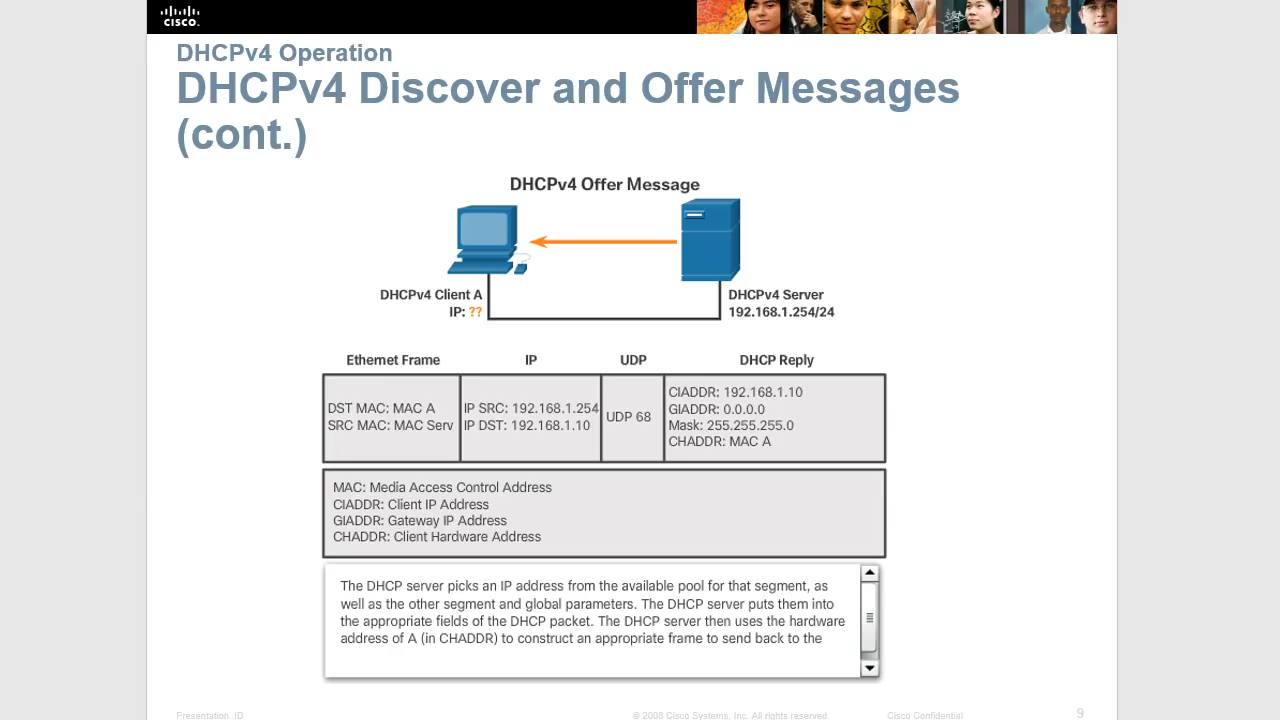 CISCO.
DHCPv4 Operation
DHCPv4 Discover and Offer Messages
(cont.)
DHCPv4 Offer Message
DHCPv4 Client A
IP: ??
DHCPv4 Server
192.168.1.254/24
Ethernet Frame
IP
UDP
DHCP Reply
DST MAC: MAC A
SRC MAC: MAC Serv
IP SRC: 192.168.1.254
IP DST: 192.168.1.10
UDP 68
CIADDR: 192.168.1.10
GIADDR: 0.0.0.0
Mask: 255.255.255.0
CHADDR: MAC A
MAC: Media Access Control Address
CIADDR: Client IP Address
GIADDR: Gateway IP Address
CHADDR: Client Hardware Address
The DHCP server picks an IP address from the available pool for that segment, as
well as the other segment and global parameters. The DHCP server puts them into
the appropriate fields of the DHCP packet. The DHCP server then uses the hardware
address of A (in CHADDR) to construct an appropriate frame to send back to the
Presentation_ID
© 2008 Cisco Systems, Inc. All rights reserved.
Cisco Confidential
9